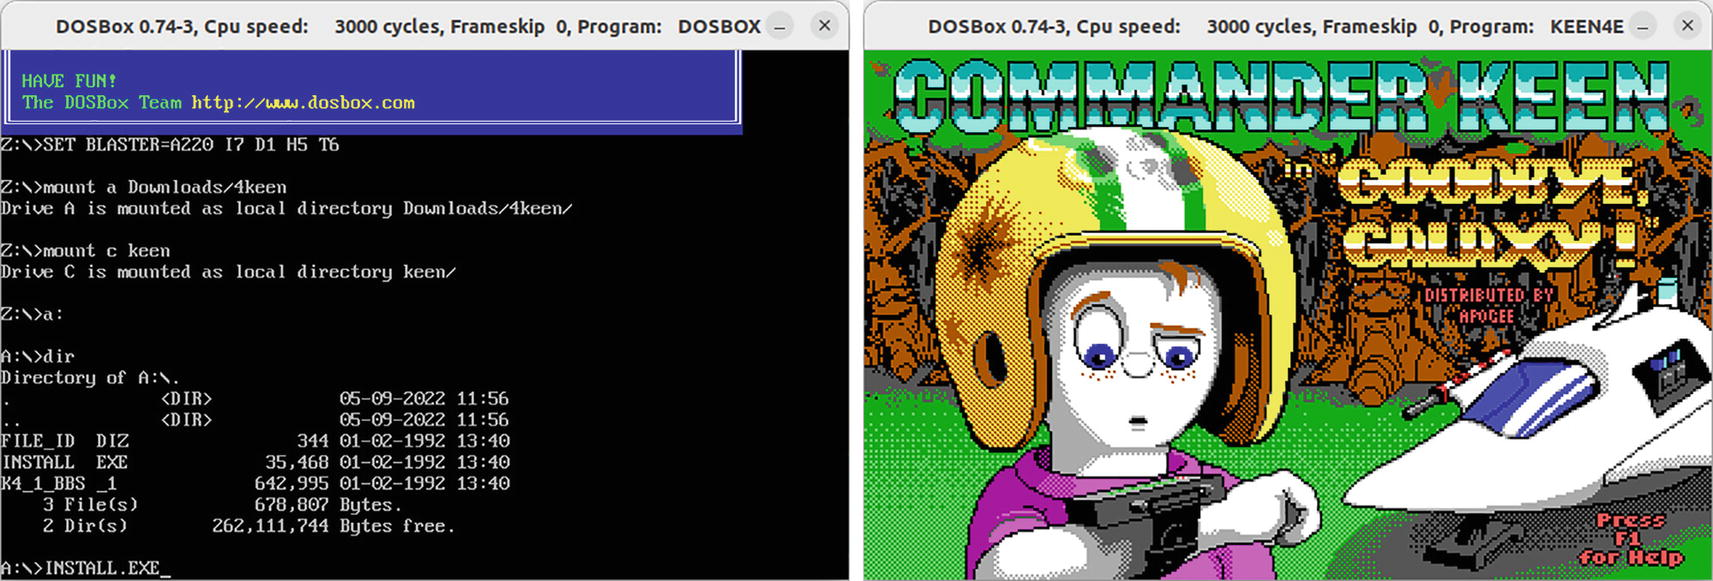 DOSBox 0.74-3, Cpu speed: 3000 cycles, Frameskip 0, Program: DOSBOX
HAVE FUN!
The DOSBox Team http://www.dosbox.com
Z:\>SET BLASTER=A220 I7 D1 H5 T6
Z:\>mount a Downloads/4keen
Drive A is mounted as local directory Downloads/4keen/
Z:\>mount c keen
Drive C is mounted as local directory keen/
Z:\>a:
A:\>dir
Directory of A:\.
. <DIR> 05-09-2022 11:56
.. <DIR> 05-09-2022 11:56
FILE_ID DIZ 344 01-02-1992 13:40
INSTALL EXE 35,468 01-02-1992 13:40
K4_1_BBS _1 642,995 01-02-1992 13:40
3 File(s) 678,807 Bytes.
2 Dir(s) 262,111,744 Bytes free.
A:\>INSTALL.EXE_
DOSBox 0.74-3, Cpu speed: 3000 cycles, Frameskip 0, Program: KEEN4E
COMMANDER KEEN
in "GOODBYE,
GALAXY!"
DISTRIBUTED BY
APOGEE
Press
F1
for Help